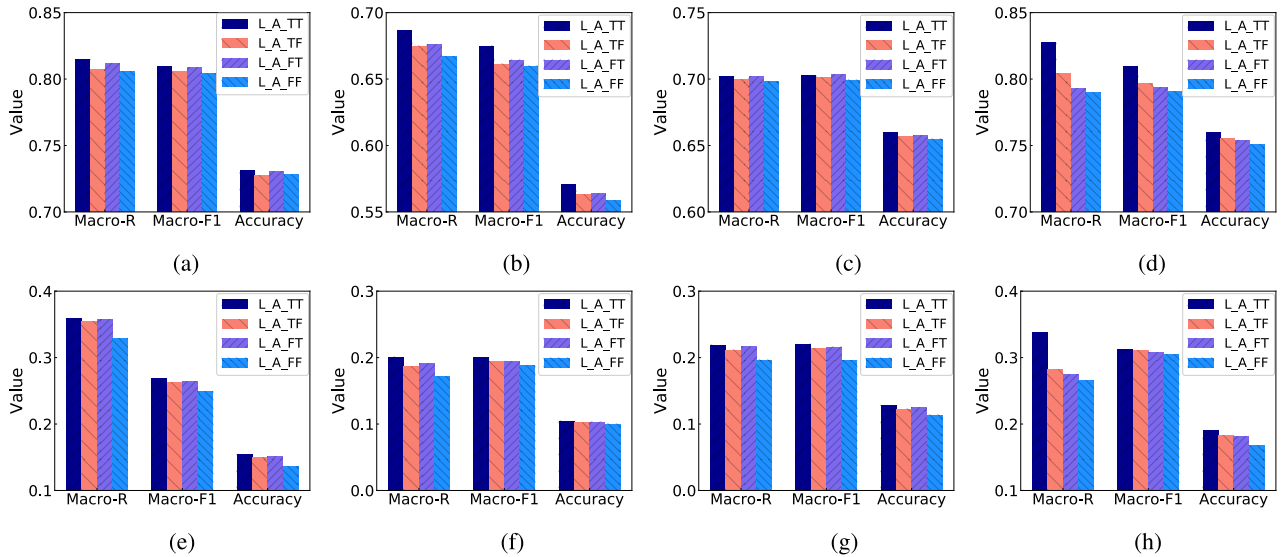 0.85
0.80
0.75
0.70
Value
L_A_TT
L_A_TF
L_A_FT
L_A_FF
Macro-R Macro-F1 Accuracy
(a)
0.70
0.65
0.60
0.55
Value
L_A_TT
L_A_TF
L_A_FT
L_A_FF
Macro-R Macro-F1 Accuracy
(b)
0.75
0.70
0.65
0.60
Value
L_A_TT
L_A_TF
L_A_FT
L_A_FF
Macro-R Macro-F1 Accuracy
(c)
0.85
0.80
0.75
0.70
Value
L_A_TT
L_A_TF
L_A_FT
L_A_FF
Macro-R Macro-F1 Accuracy
(d)
0.4
0.3
0.2
0.1
Value
L_A_TT
L_A_TF
L_A_FT
L_A_FF
Macro-R Macro-F1 Accuracy
(e)
0.3
0.2
0.1
0.0
Value
L_A_TT
L_A_TF
L_A_FT
L_A_FF
Macro-R Macro-F1 Accuracy
(f)
0.3
0.2
0.1
0.0
Value
L_A_TT
L_A_TF
L_A_FT
L_A_FF
Macro-R Macro-F1 Accuracy
(g)
0.4
0.3
0.2
0.1
Value
L_A_TT
L_A_TF
L_A_FT
L_A_FF
Macro-R Macro-F1 Accuracy
(h)